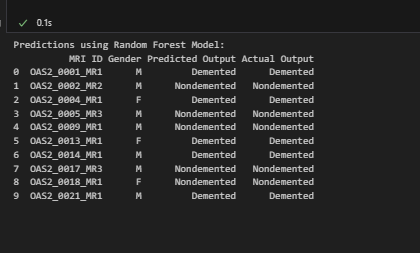 0.1s
Predictions using Random Forest Model:
MRI ID Gender Predicted Output Actual Output
0 OAS2_0001_MR1 M Demented Demented
1 OAS2_0002_MR2 M Nondemented Nondemented
2 OAS2_0004_MR1 F Demented Demented
3 OAS2_0005_MR3 M Nondemented Nondemented
4 OAS2_0009_MR1 M Nondemented Nondemented
5 OAS2_0013_MR1 F Demented Demented
6 OAS2_0014_MR1 M Demented Demented
7 OAS2_0017_MR3 M Nondemented Nondemented
8 OAS2_0018_MR1 F Nondemented Nondemented
9 OAS2_0021_MR1 M Demented Demented